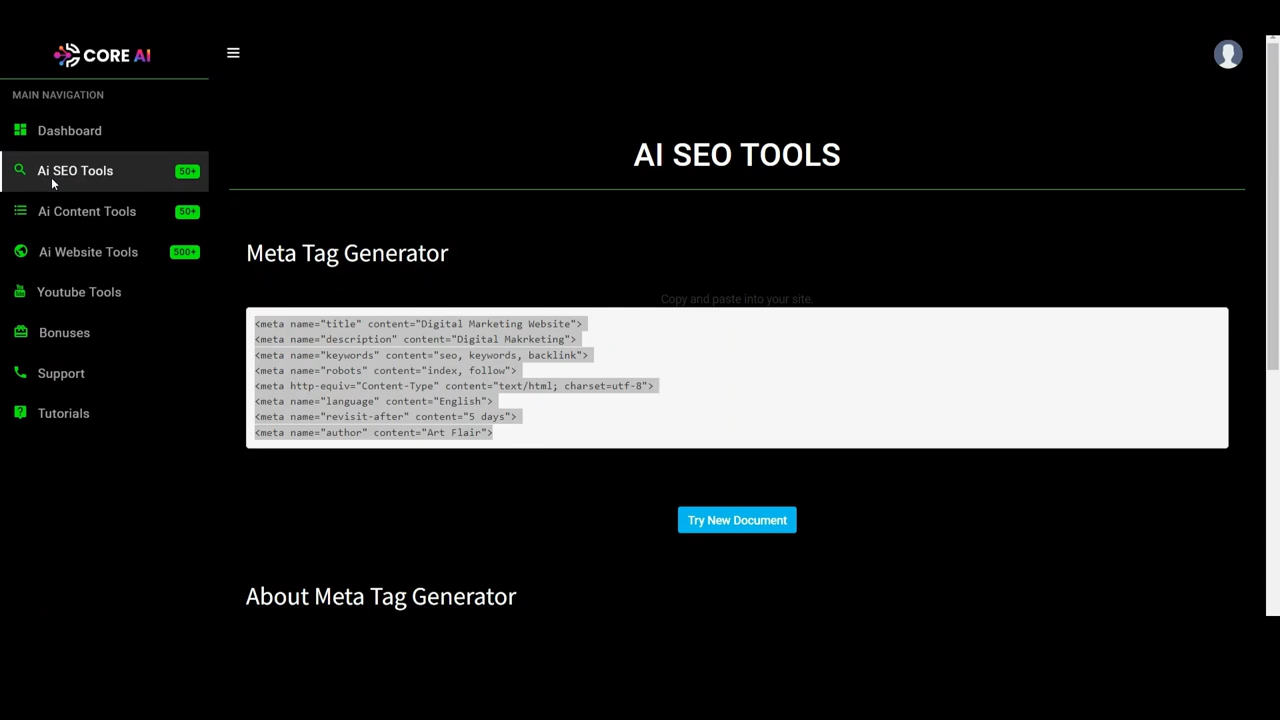 CORE AI
MAIN NAVIGATION
Dashboard
Ai SEO Tools 50+
Ai Content Tools 50+
Ai Website Tools 500+
Youtube Tools
Bonuses
Support
Tutorials
AI SEO TOOLS
Meta Tag Generator
Copy and paste into your site.
<meta name="title" content="Digital Marketing Website">
<meta name="description" content="Digital Makrketing">
<meta name="keywords" content="seo, keywords, backlink">
<meta name="robots" content="index, follow">
<meta http-equiv="Content-Type" content="text/html; charset=utf-8">
<meta name="language" content="English">
<meta name="revisit-after" content="5 days">
<meta name="author" content="Art Flair">
Try New Document
About Meta Tag Generator